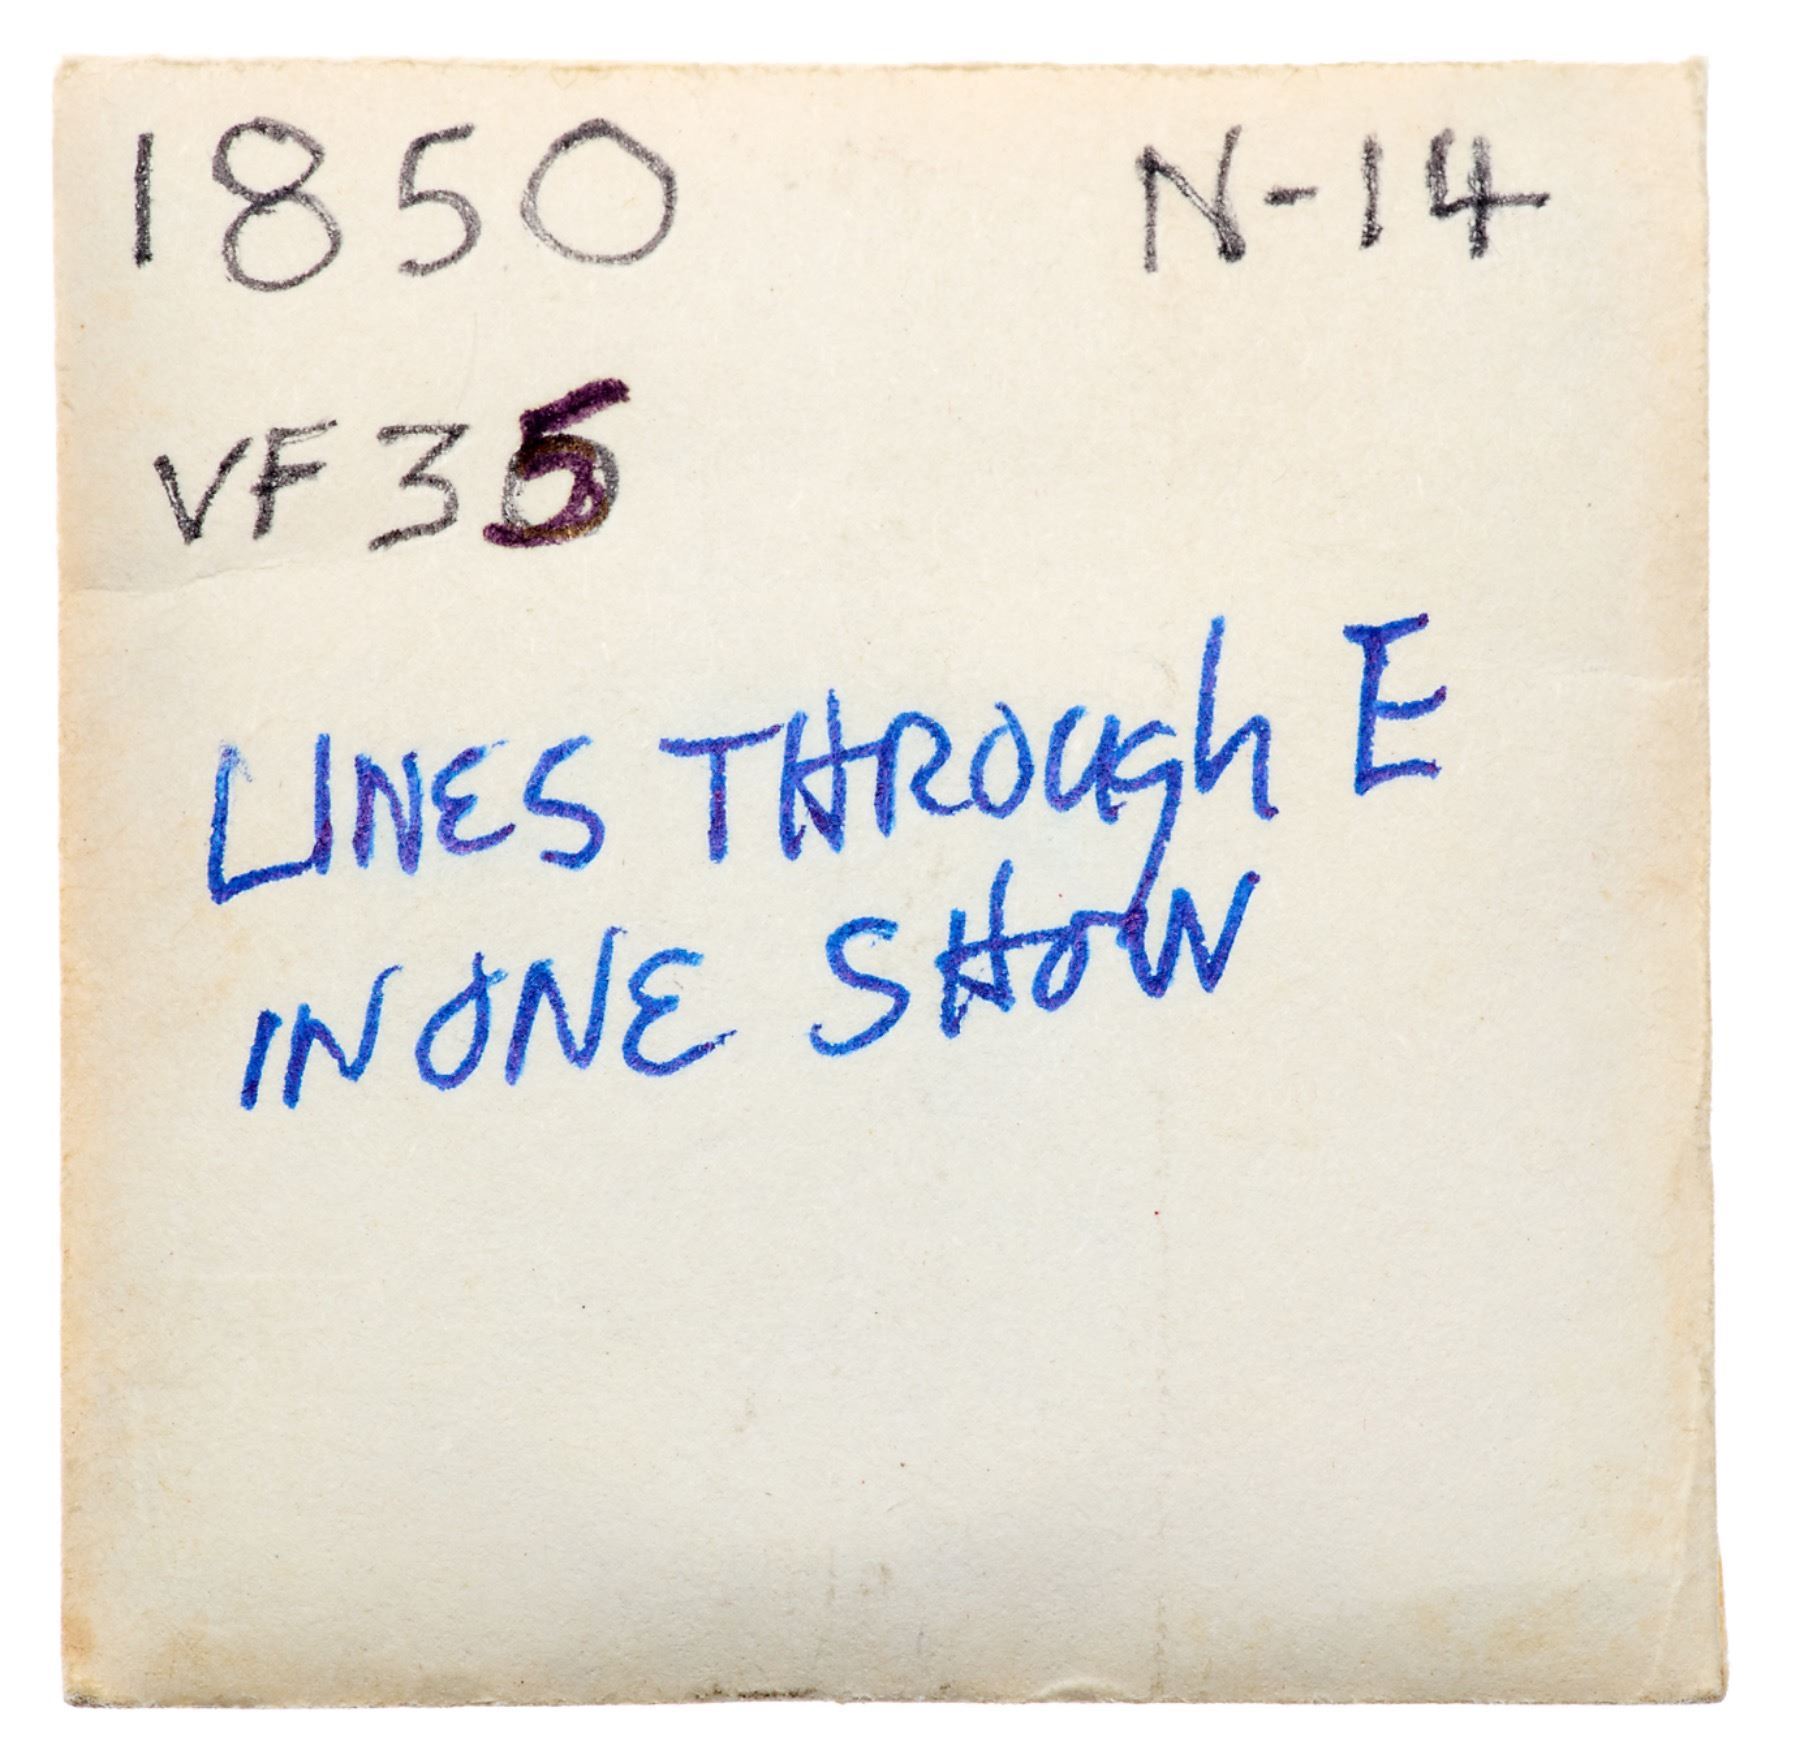 1850 N-14
VF35
LINES THROUgh E
IN ONE SHOW